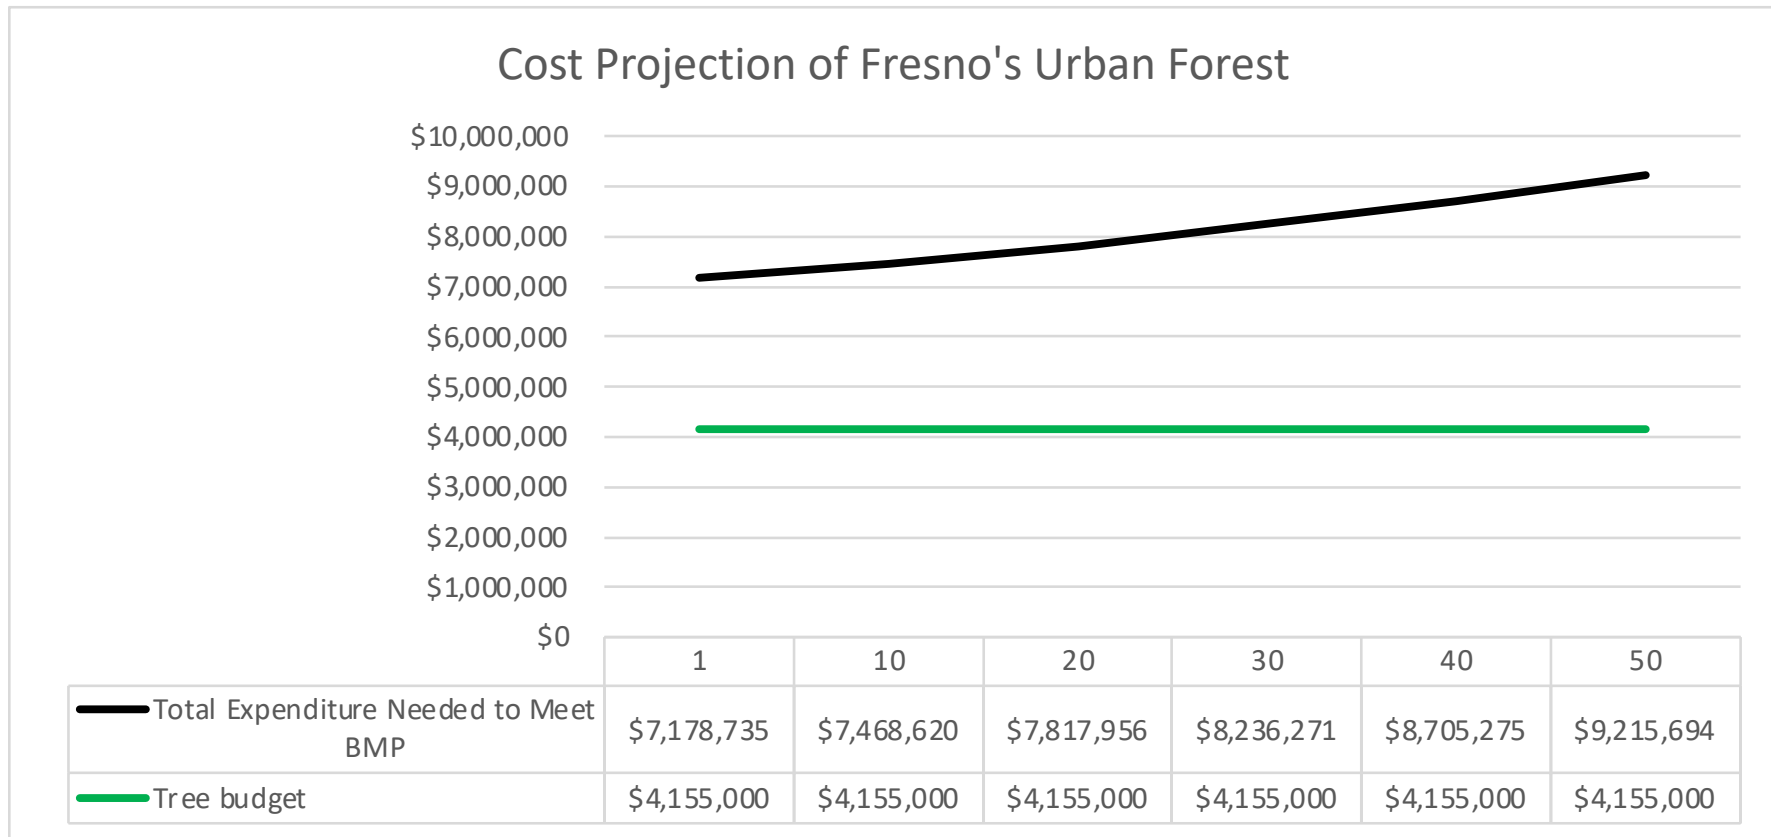 Cost Projection of Fresno's Urban Forest
$10,000,000
$9,000,000
$8,000,000
$7,000,000
$6,000,000
$5,000,000
$4,000,000
$3,000,000
$2,000,000
$1,000,000
$0
1 10 20 30 40 50
Total Expenditure Needed to Meet
BMP
$7,178,735 $7,468,620 $7,817,956 $8,236,271 $8,705,275 $9,215,694
Tree budget $4,155,000 $4,155,000 $4,155,000 $4,155,000 $4,155,000 $4,155,000